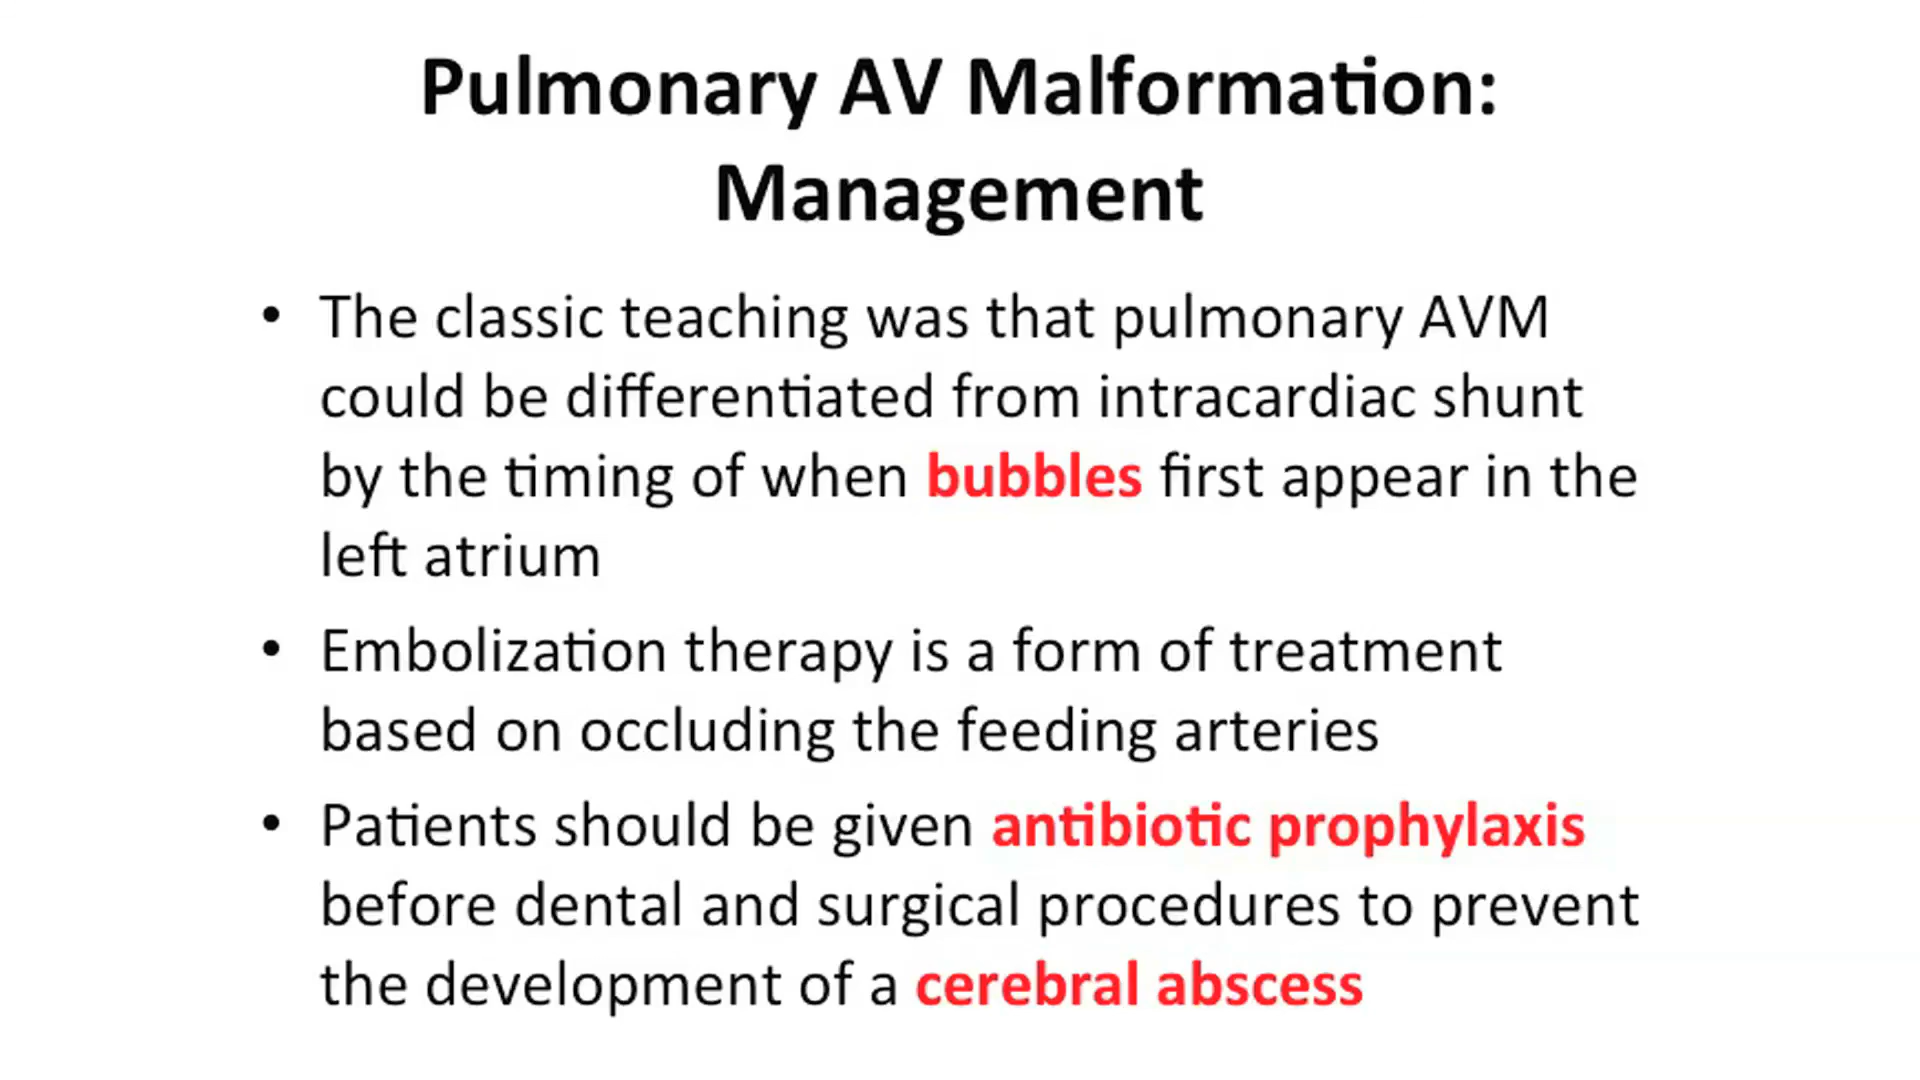 Pulmonary AV Malformation:
Management
• The classic teaching was that pulmonary AVM
could be differentiated from intracardiac shunt
by the timing of when bubbles first appear in the
left atrium
• Embolization therapy is a form of treatment
based on occluding the feeding arteries
• Patients should be given antibiotic prophylaxis
before dental and surgical procedures to prevent
the development of a cerebral abscess